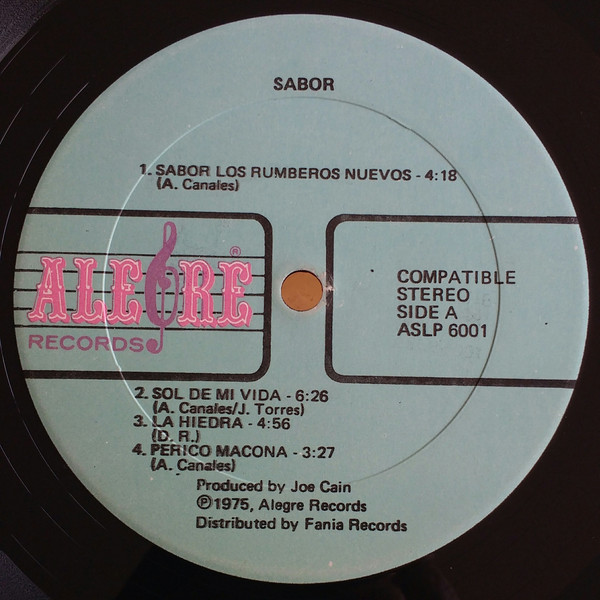 SABOR
1. SABOR LOS RUMBEROS NUEVOS - 4:18
(A. Canales)
ALEGRE®
RECORDS
COMPATIBLE
STEREO
SIDE A
ASLP 6001
2. SOL DE MI VIDA - 6:26
(A. Canales/J. Torres)
3. LA HIEDRA - 4:56
(D. R.)
4. PERICO MACONA - 3:27
(A. Canales)
Produced by Joe Cain
℗1975, Alegre Records
Distributed by Fania Records